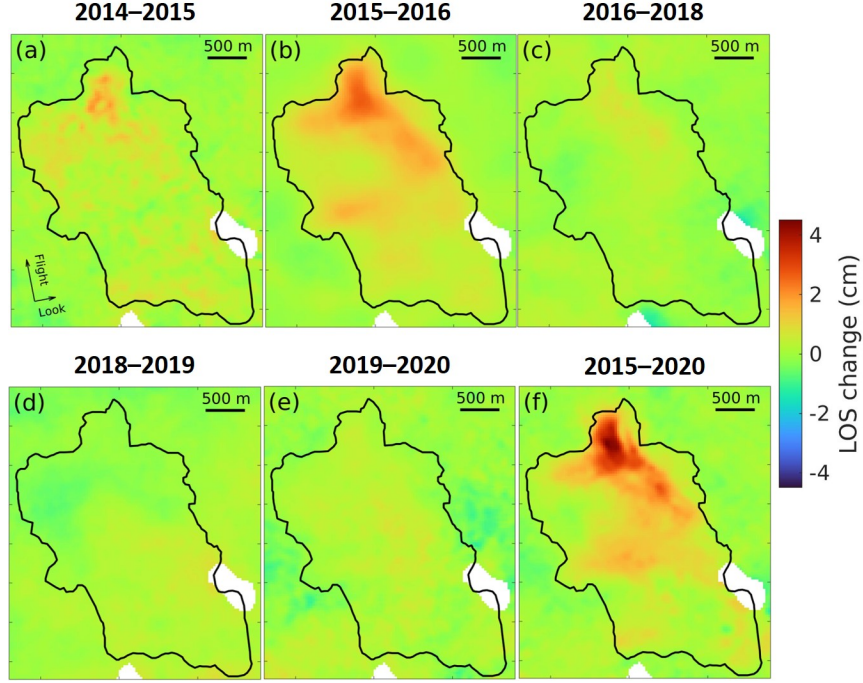 2014–2015
2015–2016
2016–2018
(a)
500 m
(b)
500 m
(c)
500 m
Flight
Look
4
2
0
-2
-4
LOS change (cm)
2018–2019
2019–2020
2015–2020
(d)
500 m
(e)
500 m
(f)
500 m